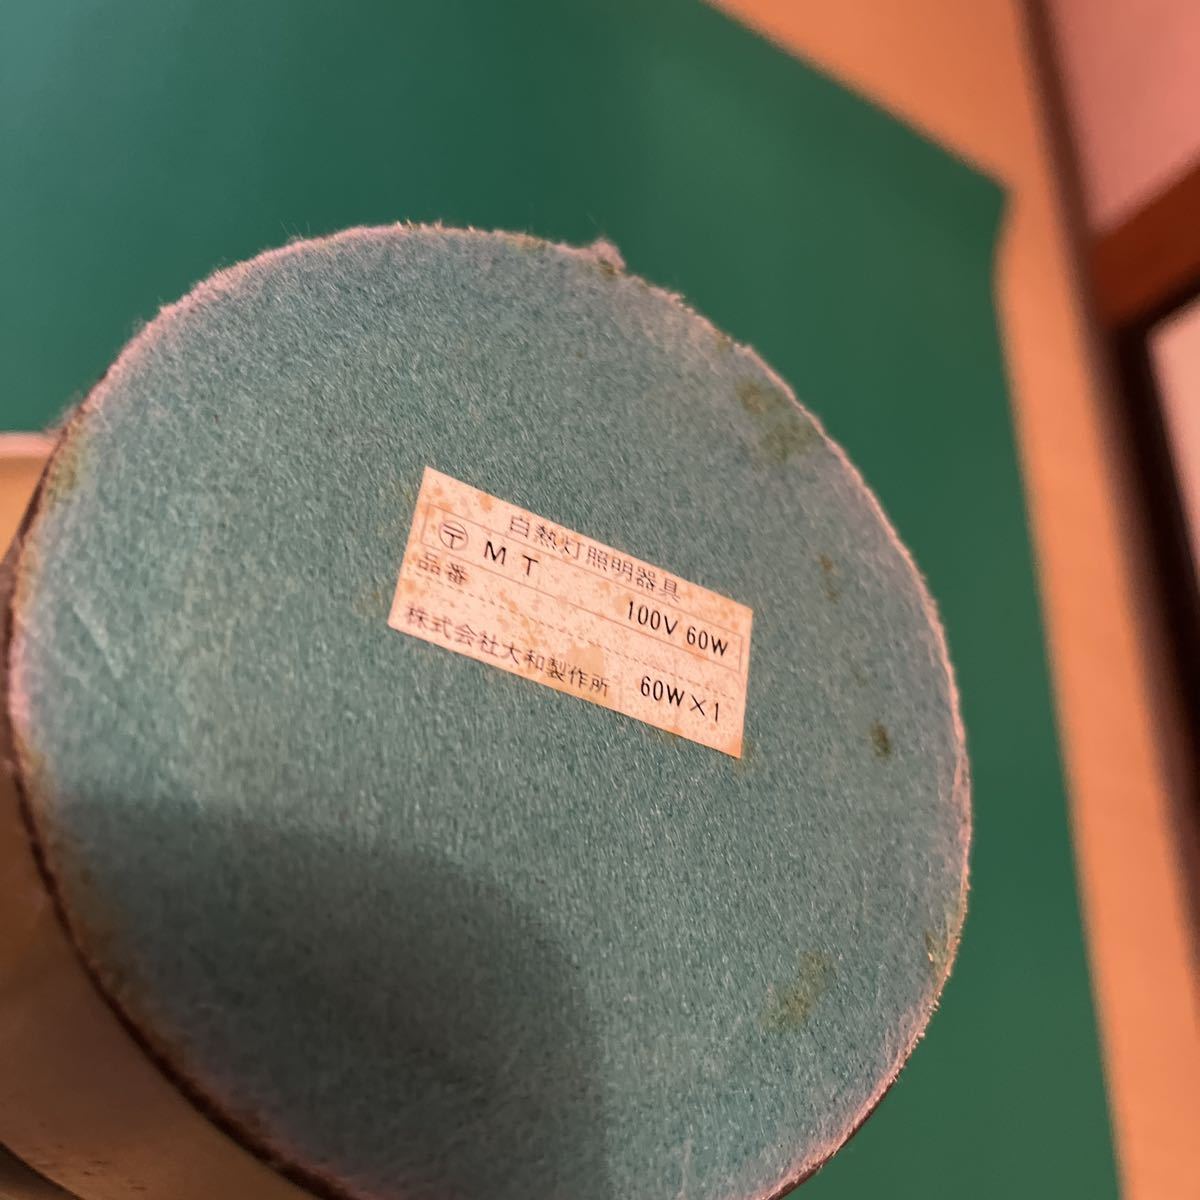 白熱灯照明器具
〶 MT 100V 60W
品番
株式会社大和製作所 60W×1